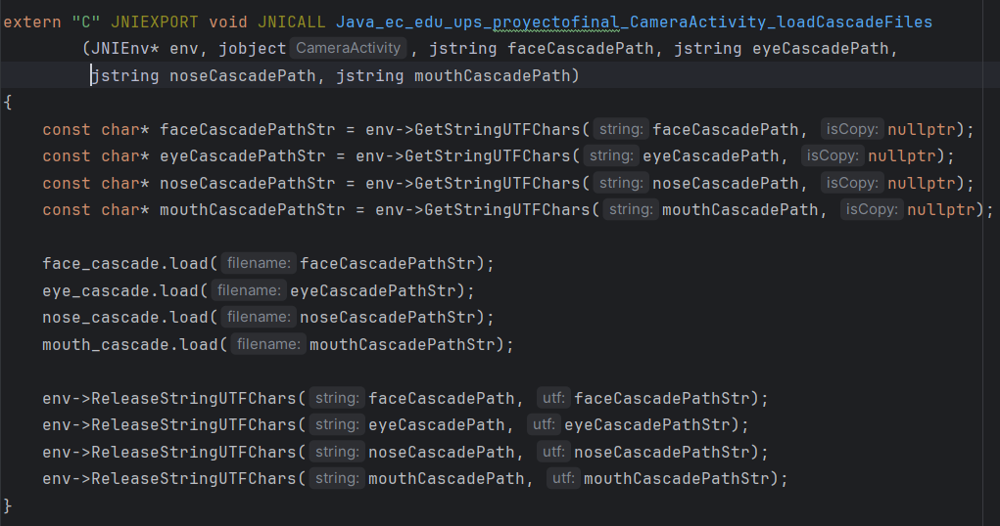 extern "C" JNIEXPORT void JNICALL Java_ec_edu_ups_proyectofinal_CameraActivity_loadCascadeFiles
(JNIEnv* env, jobject CameraActivity , jstring faceCascadePath, jstring eyeCascadePath,
jstring noseCascadePath, jstring mouthCascadePath)
{
const char* faceCascadePathStr = env->GetStringUTFChars( string: faceCascadePath, isCopy: nullptr);
const char* eyeCascadePathStr = env->GetStringUTFChars( string: eyeCascadePath, isCopy: nullptr);
const char* noseCascadePathStr = env->GetStringUTFChars( string: noseCascadePath, isCopy: nullptr);
const char* mouthCascadePathStr = env->GetStringUTFChars( string: mouthCascadePath, isCopy: nullptr);
face_cascade.load( filename: faceCascadePathStr);
eye_cascade.load( filename: eyeCascadePathStr);
nose_cascade.load( filename: noseCascadePathStr);
mouth_cascade.load( filename: mouthCascadePathStr);
env->ReleaseStringUTFChars( string: faceCascadePath, utf: faceCascadePathStr);
env->ReleaseStringUTFChars( string: eyeCascadePath, utf: eyeCascadePathStr);
env->ReleaseStringUTFChars( string: noseCascadePath, utf: noseCascadePathStr);
env->ReleaseStringUTFChars( string: mouthCascadePath, utf: mouthCascadePathStr);
}